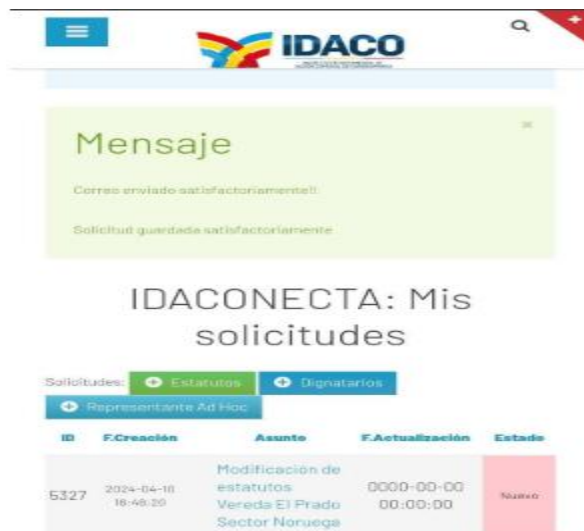 IDACO
Mensaje
×
Correo enviado satisfactoriamente!!
Solicitud guardada satisfactoriamente
IDACONECTA: Mis
solicitudes
Solicitudes: Estatutos Dignatarios
Representante Ad Hoc
ID F.Creación Asunto F.Actualización Estado
Modificación de
5327 2024-04-18 estatutos 0000-00-00 Nuevo
18:48:20 Vereda El Prado 00:00:00
Sector Noruega